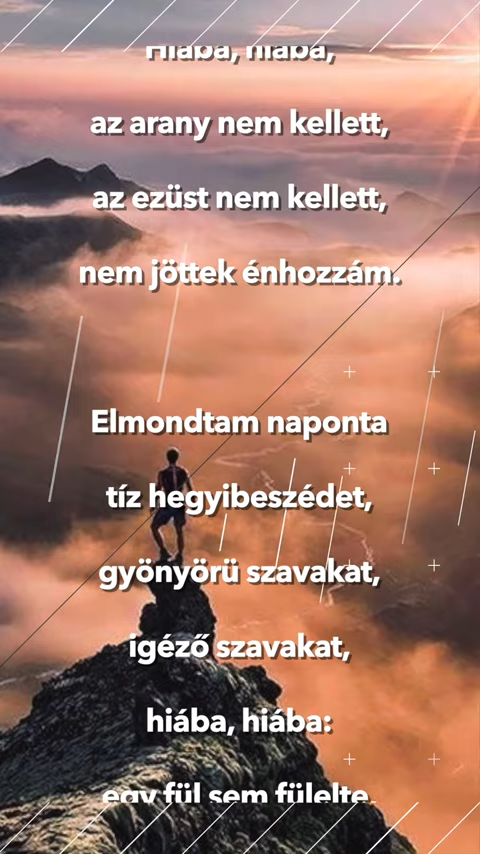 Hiába, hiába,
az arany nem kellett,
az ezüst nem kellett,
nem jöttek énhozzám.
Elmondtam naponta
tíz hegyibeszédet,
gyönyörü szavakat,
igéző szavakat,
hiába, hiába:
egy fül sem fülelte